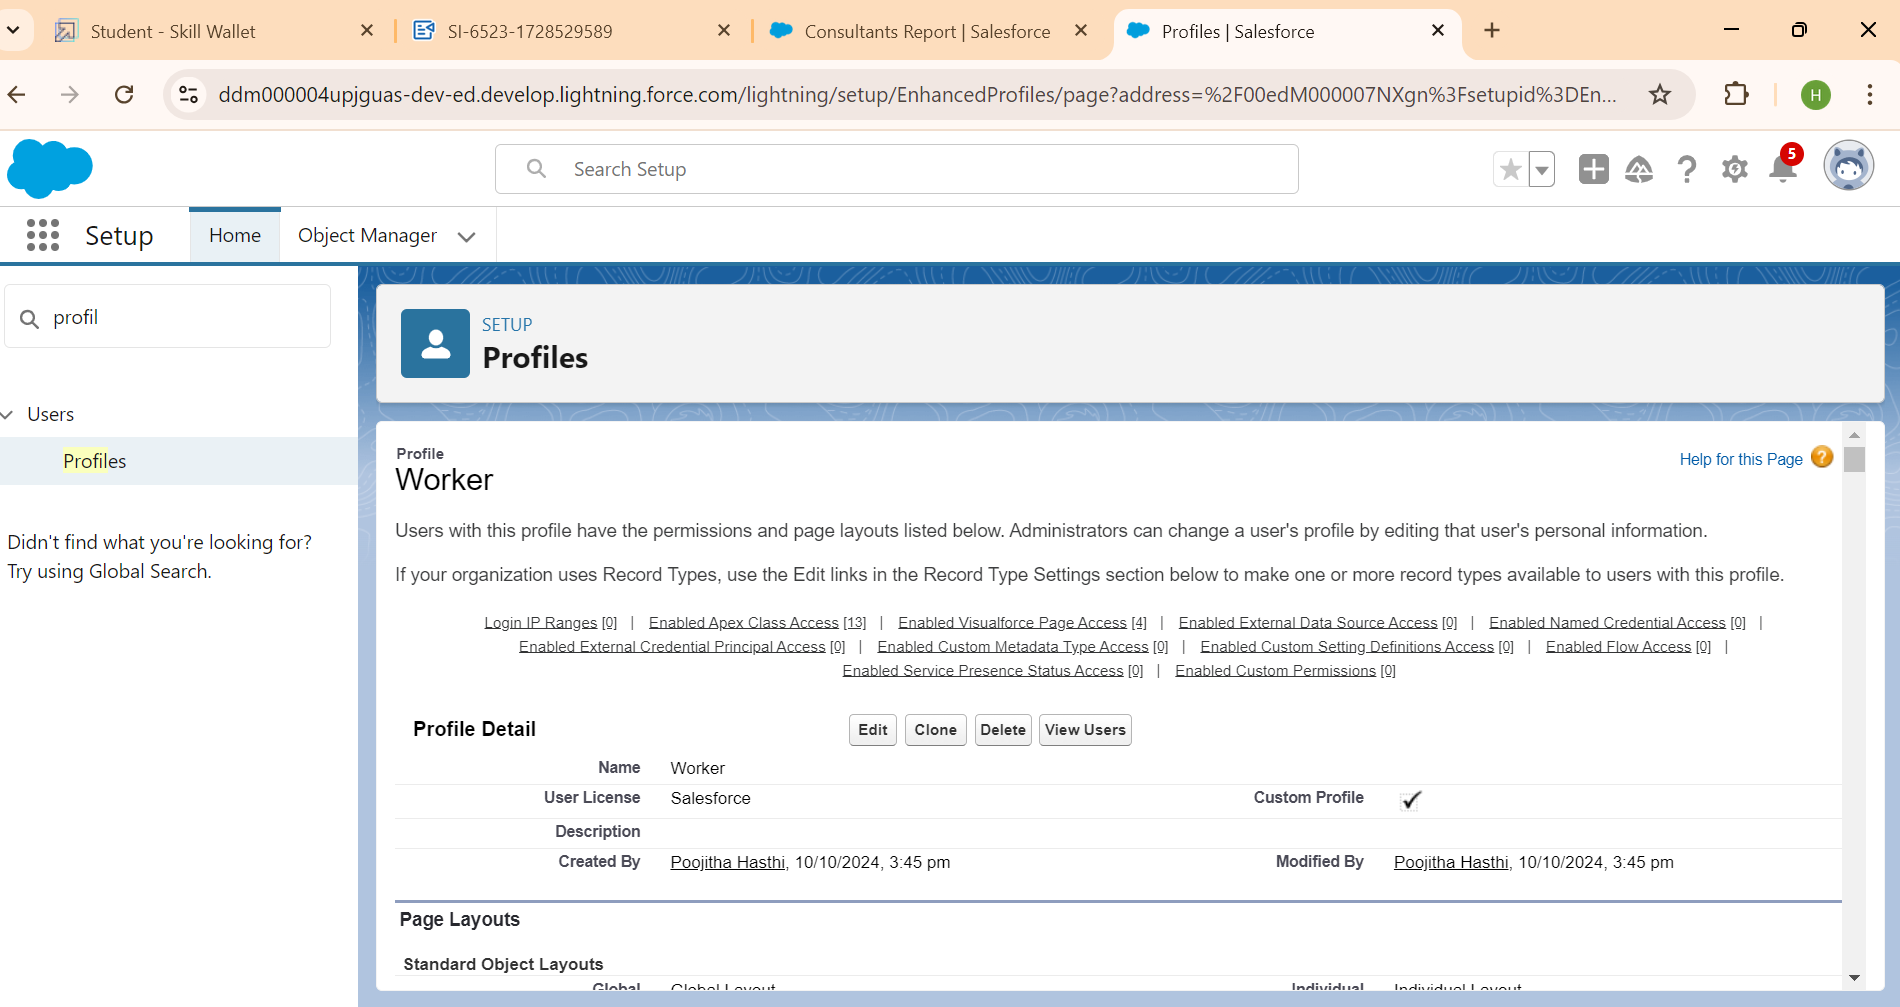 Student - Skill Wallet
SI-6523-1728529589
Consultants Report | Salesforce
Profiles | Salesforce
ddm000004upjguas-dev-ed.develop.lightning.force.com/lightning/setup/EnhancedProfiles/page?address=%2F00edM000007NXgn%3Fsetupid%3DEn...
H
Search Setup
5
Setup
Home
Object Manager
profil
Users
Profiles
Didn't find what you're looking for?
Try using Global Search.
SETUP
Profiles
Profile
Worker
Help for this Page ?
Users with this profile have the permissions and page layouts listed below. Administrators can change a user's profile by editing that user's personal information.
If your organization uses Record Types, use the Edit links in the Record Type Settings section below to make one or more record types available to users with this profile.
Login IP Ranges [0] | Enabled Apex Class Access [13] | Enabled Visualforce Page Access [4] | Enabled External Data Source Access [0] | Enabled Named Credential Access [0] |
Enabled External Credential Principal Access [0] | Enabled Custom Metadata Type Access [0] | Enabled Custom Setting Definitions Access [0] | Enabled Flow Access [0] |
Enabled Service Presence Status Access [0] | Enabled Custom Permissions [0]
Profile Detail Edit Clone Delete View Users
Name Worker
User License Salesforce Custom Profile
Description
Created By Poojitha Hasthi, 10/10/2024, 3:45 pm Modified By Poojitha Hasthi, 10/10/2024, 3:45 pm
Page Layouts
Standard Object Layouts
Global Global Layout Individual Individual Layout